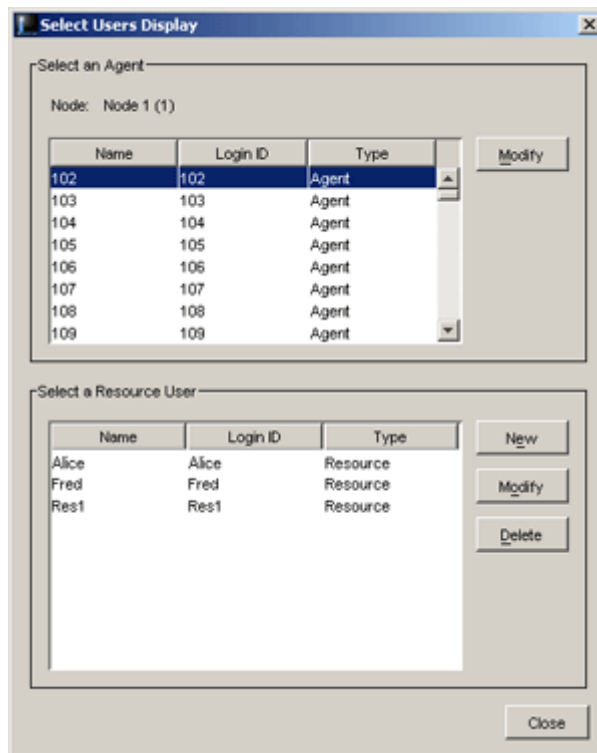 Select Users Display
Select an Agent
Node: Node 1 (1)
Name Login ID Type Modify
102 102 Agent
103 103 Agent
104 104 Agent
105 105 Agent
106 106 Agent
107 107 Agent
108 108 Agent
109 109 Agent
Select a Resource User
Name Login ID Type New
Alice Alice Resource
Fred Fred Resource Modify
Res1 Res1 Resource
Delete
Close